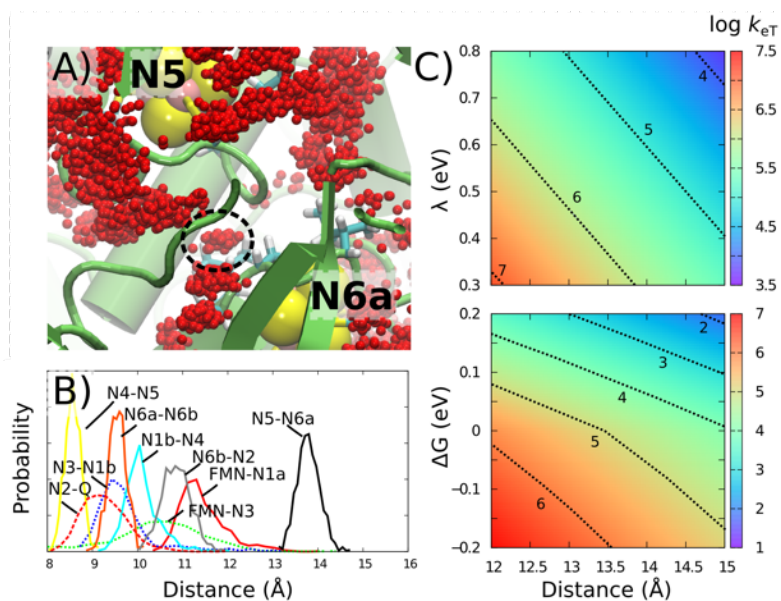 A)
N5
N6a
B)
Probability
N4-N5
N6a-N6b
N1b-N4
N3-N1b
N2-Q
N6b-N2
FMN-N1a
FMN-N3
N5-N6a
8 9 10 11 12 13 14 15 16
Distance (Å)
C)
log k_eT
λ (eV)
0.8
0.7
0.6
0.5
0.4
0.3
4
5
6
7
7.5
7
6.5
6
5.5
5
4.5
4
3.5
ΔG (eV)
0.2
0.1
0
-0.1
-0.2
2
3
4
5
6
7
6
5
4
3
2
1
12 12.5 13 13.5 14 14.5 15
Distance (Å)